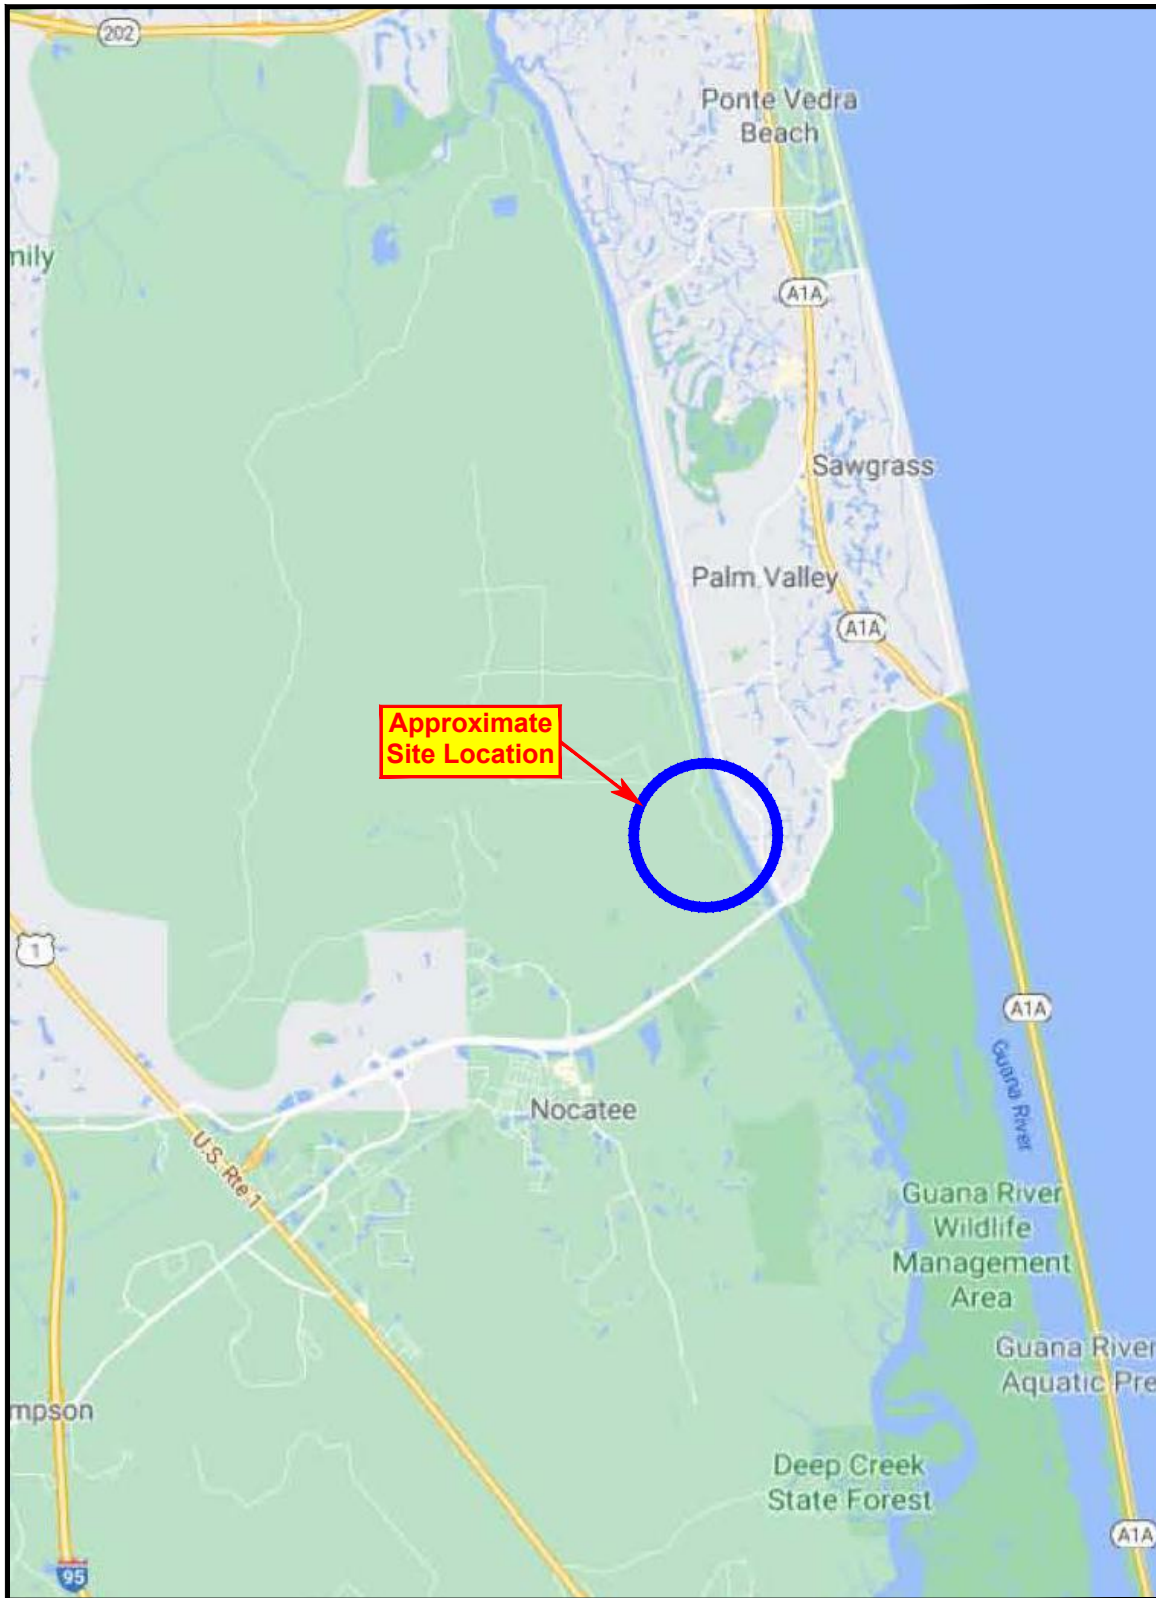 202
Ponte Vedra
Beach
nily
A1A
Sawgrass
Palm Valley
A1A
Approximate
Site Location
1
A1A
Guana River
Nocatee
U.S. Rte 1
Guana River
Wildlife
Management
Area
Guana River
Aquatic Pre
mpson
Deep Creek
State Forest
A1A
95